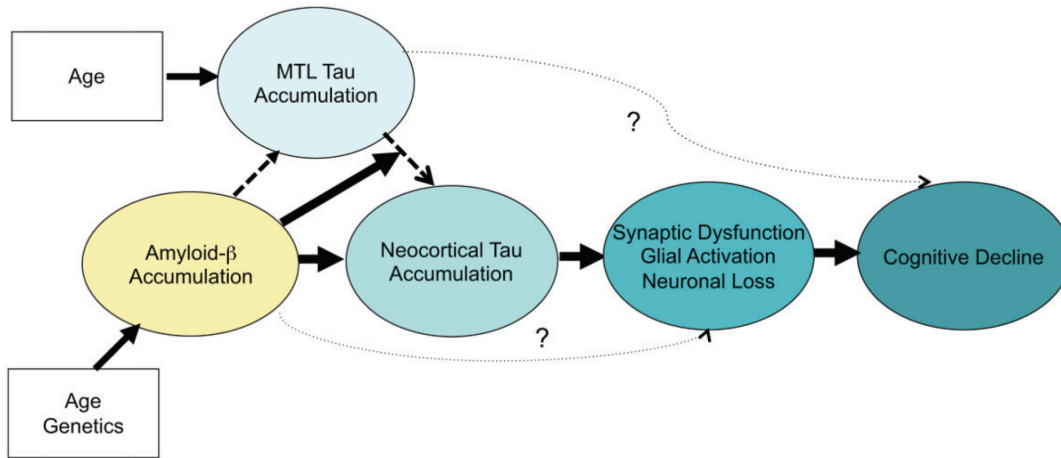 Age
MTL Tau
Accumulation
?
Amyloid-β
Accumulation
Neocortical Tau
Accumulation
Synaptic Dysfunction
Glial Activation
Neuronal Loss
Cognitive Decline
?
Age
Genetics